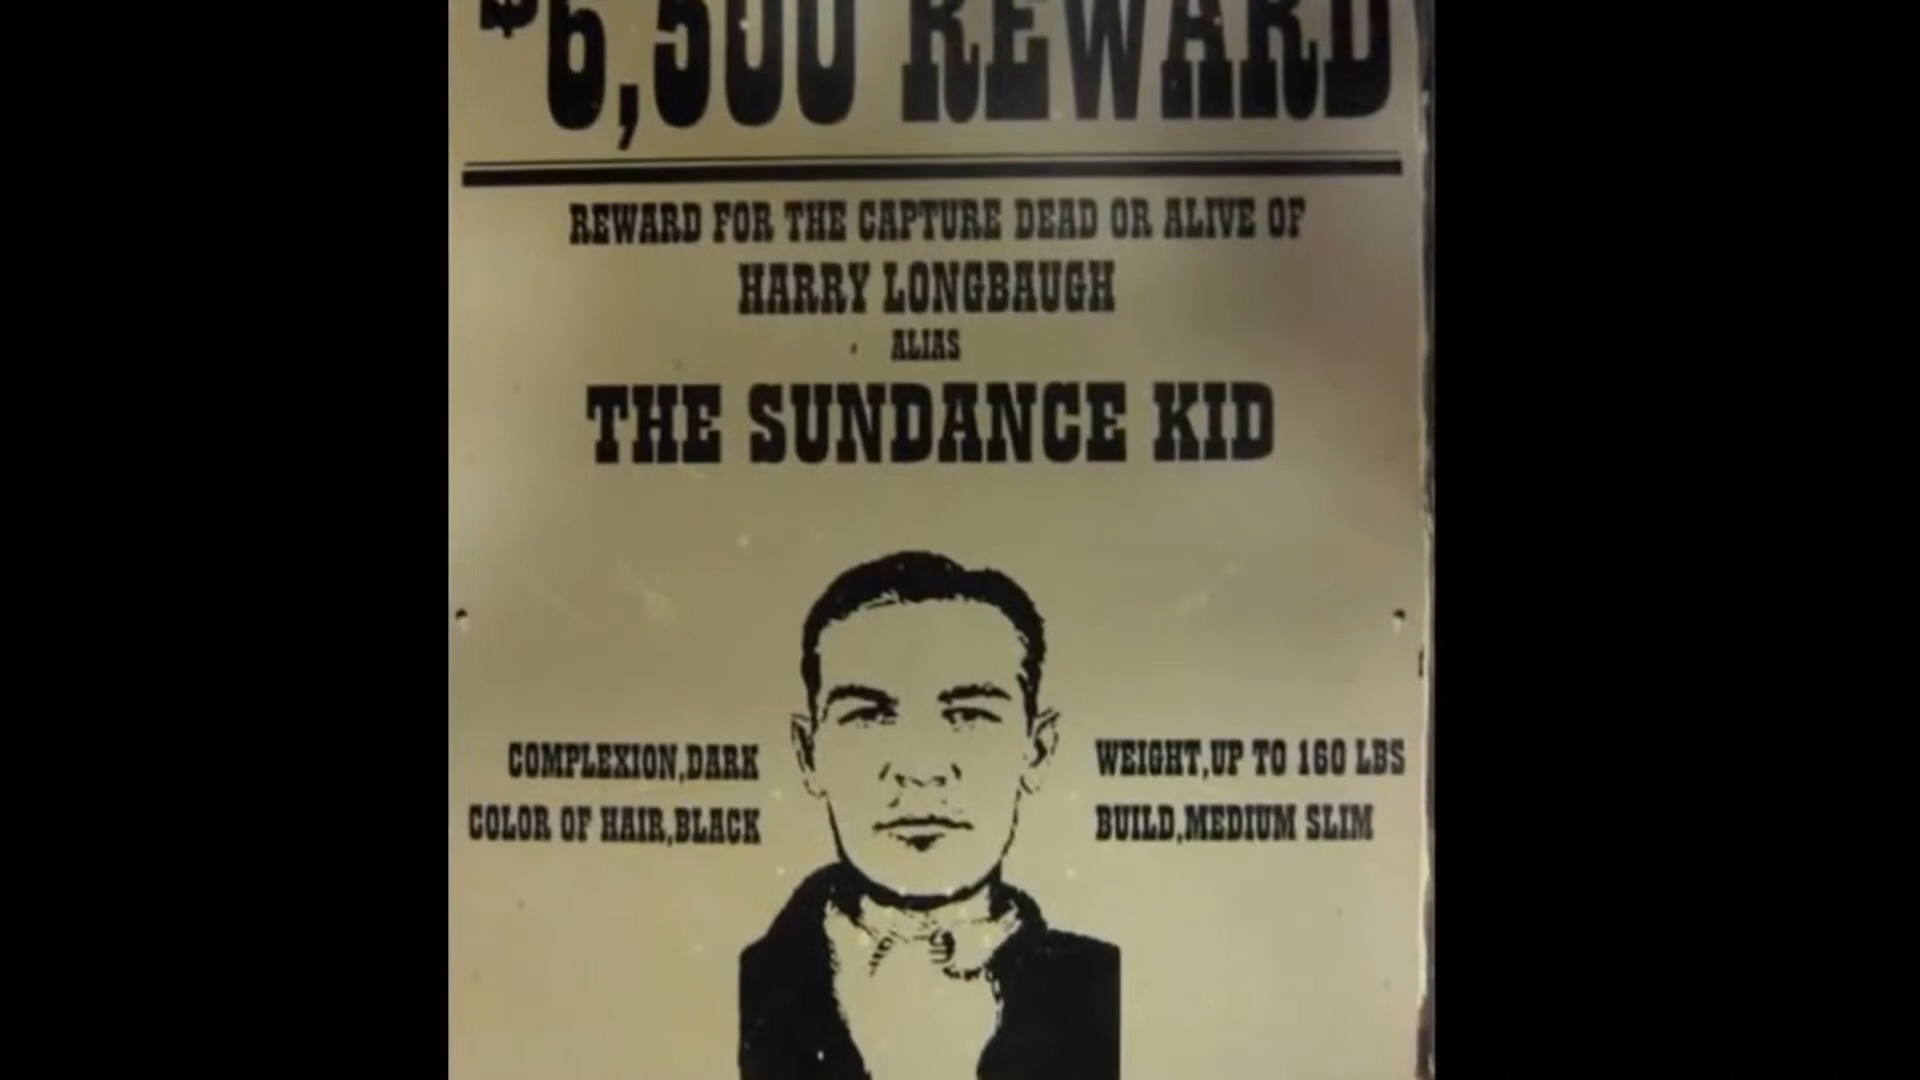 $6,500 REWARD
REWARD FOR THE CAPTURE DEAD OR ALIVE OF
HARRY LONGBAUGH
ALIAS
THE SUNDANCE KID
COMPLEXION,DARK
COLOR OF HAIR,BLACK
WEIGHT,UP TO 160 LBS
BUILD,MEDIUM SLIM